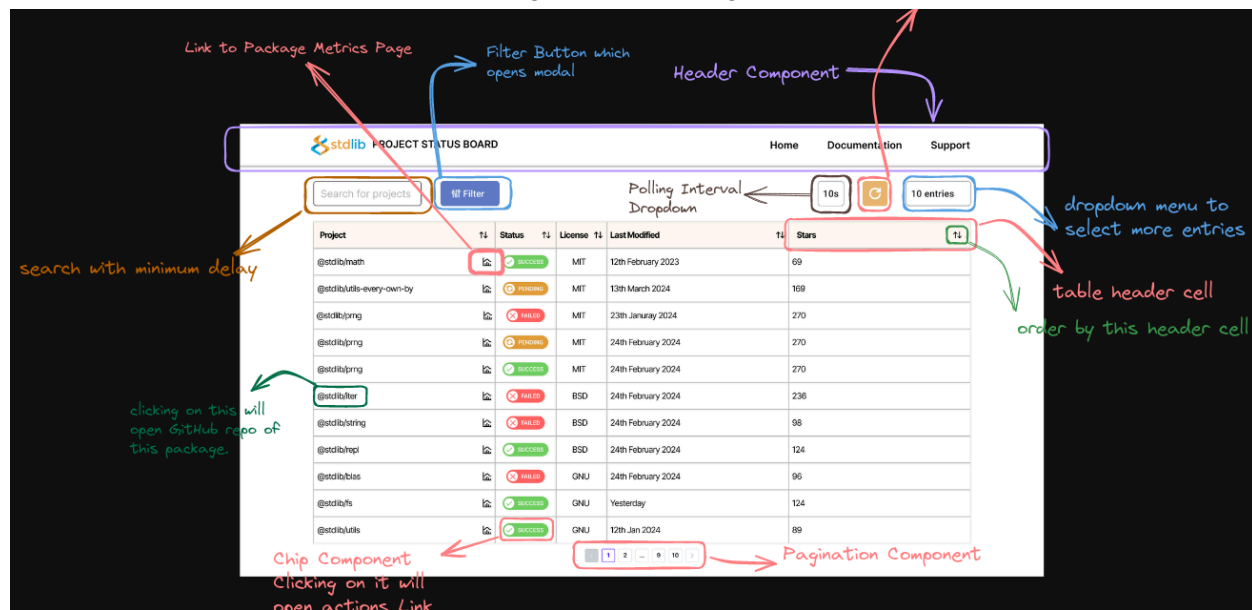 Link to Package Metrics Page
Filter Button which
opens modal
Header Component
stdlib PROJECT STATUS BOARD
Home
Documentation
Support
Search for projects
Filter
Polling Interval
Dropdown
10s
10 entries
dropdown menu to
select more entries
search with minimum delay
Project
Status
License
Last Modified
Stars
@stdlib/math SUCCESS MIT 12th February 2023 69
@stdlib/utils-every-own-by PENDING MIT 13th March 2024 169
@stdlib/prng FAILED MIT 23th Januray 2024 270
@stdlib/prng PENDING MIT 24th February 2024 270
@stdlib/prng SUCCESS MIT 24th February 2024 270
@stdlib/iter FAILED BSD 24th February 2024 236
@stdlib/string FAILED BSD 24th February 2024 98
@stdlib/repl SUCCESS BSD 24th February 2024 124
@stdlib/blas FAILED GNU 24th February 2024 96
@stdlib/fs SUCCESS GNU Yesterday 124
@stdlib/utils SUCCESS GNU 12th Jan 2024 89
table header cell
order by this header cell
clicking on this will
open GitHub repo of
this package.
1 2 ... 9 10
Chip Component
Clicking on it will
open actions Link
Pagination Component